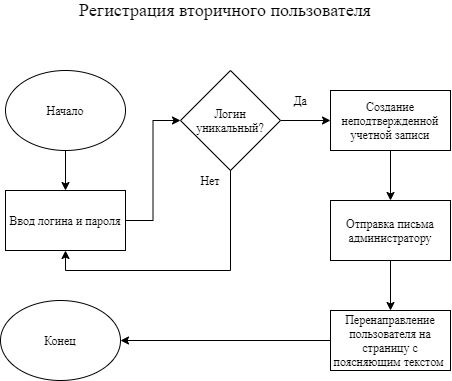 Регистрация вторичного пользователя
Начало
Ввод логина и пароля
Логин
уникальный?
Да
Нет
Создание
неподтвержденной
учетной записи
Отправка письма
администратору
Перенаправление
пользователя на
страницу с
поясняющим текстом
Конец